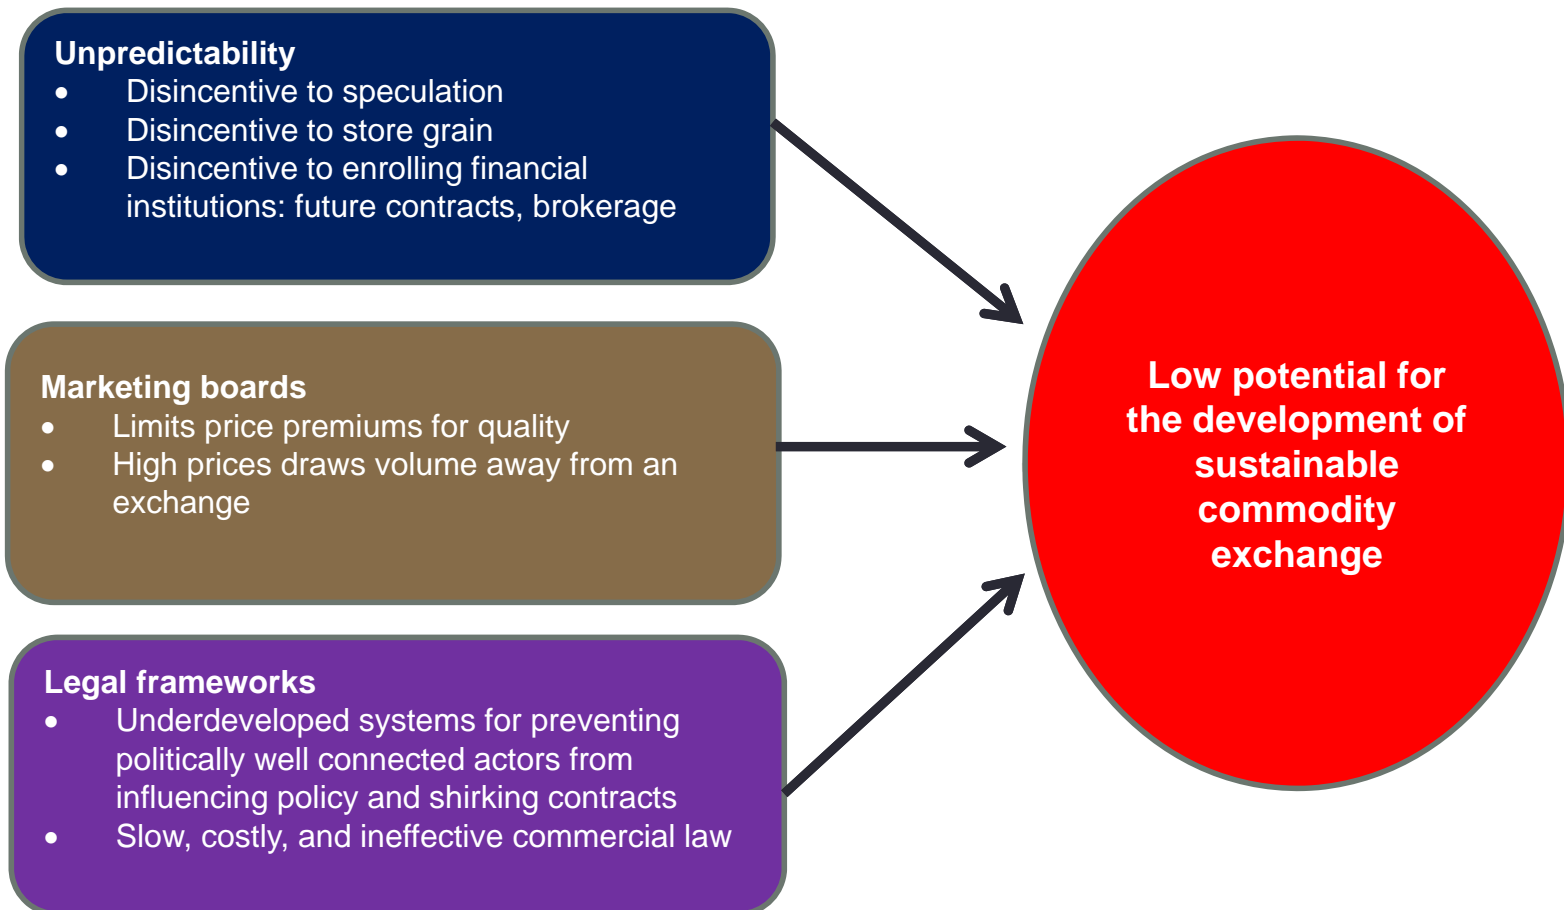 Unpredictability
• Disincentive to speculation
• Disincentive to store grain
• Disincentive to enrolling financial
institutions: future contracts, brokerage
Marketing boards
• Limits price premiums for quality
• High prices draws volume away from an
exchange
Legal frameworks
• Underdeveloped systems for preventing
politically well connected actors from
influencing policy and shirking contracts
• Slow, costly, and ineffective commercial law
Low potential for
the development of
sustainable
commodity
exchange